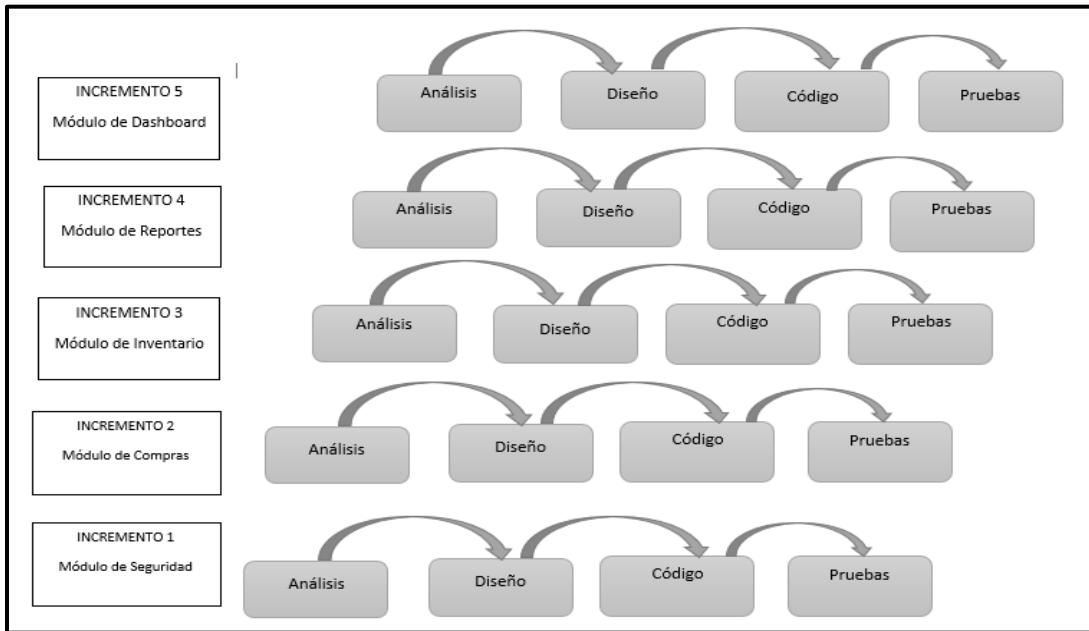 INCREMENTO 5
Módulo de Dashboard
Análisis
Diseño
Código
Pruebas
INCREMENTO 4
Módulo de Reportes
Análisis
Diseño
Código
Pruebas
INCREMENTO 3
Módulo de Inventario
Análisis
Diseño
Código
Pruebas
INCREMENTO 2
Módulo de Compras
Análisis
Diseño
Código
Pruebas
INCREMENTO 1
Módulo de Seguridad
Análisis
Diseño
Código
Pruebas